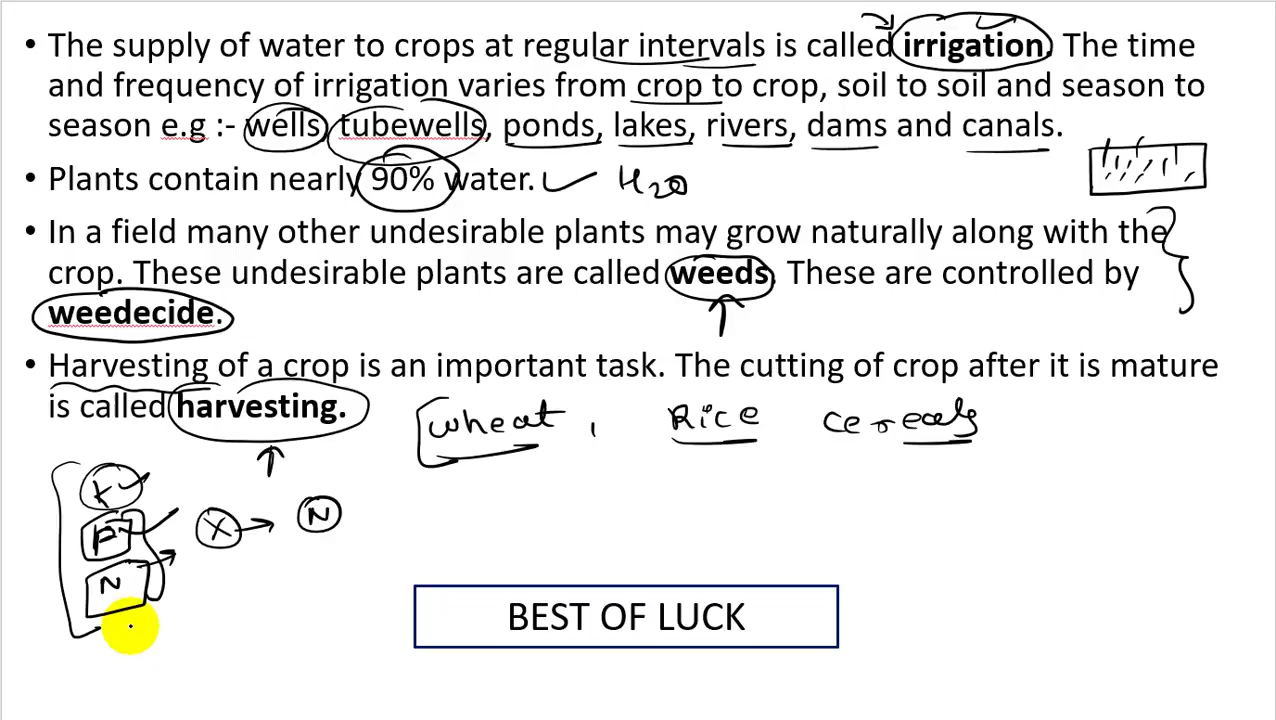 • The supply of water to crops at regular intervals is called irrigation. The time
and frequency of irrigation varies from crop to crop, soil to soil and season to
season e.g :- wells, tubewells, ponds, lakes, rivers, dams and canals.
• Plants contain nearly 90% water. H2O
• In a field many other undesirable plants may grow naturally along with the
crop. These undesirable plants are called weeds. These are controlled by
weedecide.
• Harvesting of a crop is an important task. The cutting of crop after it is mature
is called harvesting.
wheat, Rice cereals
K
P X N
N
BEST OF LUCK